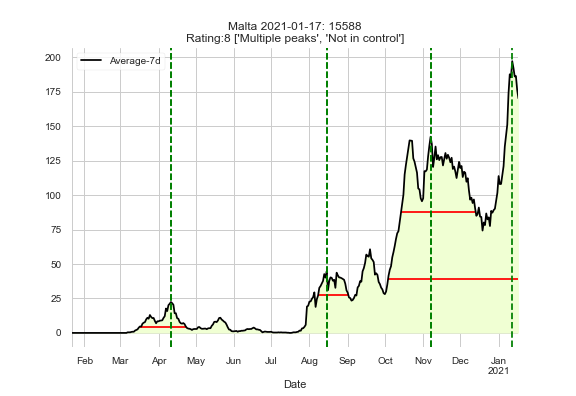 Malta 2021-01-17: 15588
Rating:8 ['Multiple peaks', 'Not in control']
Average-7d
200
175
150
125
100
75
50
25
0
Feb Mar Apr May Jun Jul Aug Sep Oct Nov Dec Jan
2021
Date